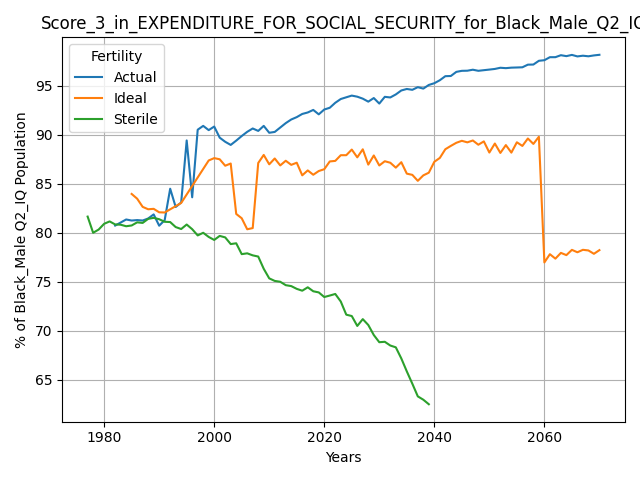 Score_3_in_EXPENDITURE_FOR_SOCIAL_SECURITY_for_Black_Male_Q2_IQ
Fertility
Actual
Ideal
Sterile
% of Black_Male Q2_IQ Population
95
90
85
80
75
70
65
1980
2000
2020
2040
2060
Years